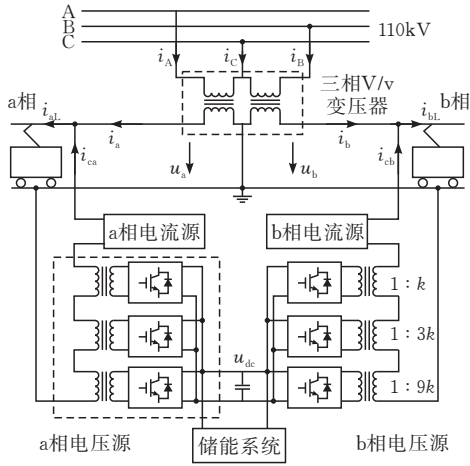 A
B
C
110kV
i_A
i_C
i_B
三相V/v
变压器
a相
b相
i_aL
i_a
i_b
i_bL
i_ca
u_a
u_b
i_cb
a相电流源
b相电流源
1：k
1：3k
u_dc
1：9k
a相电压源
储能系统
b相电压源